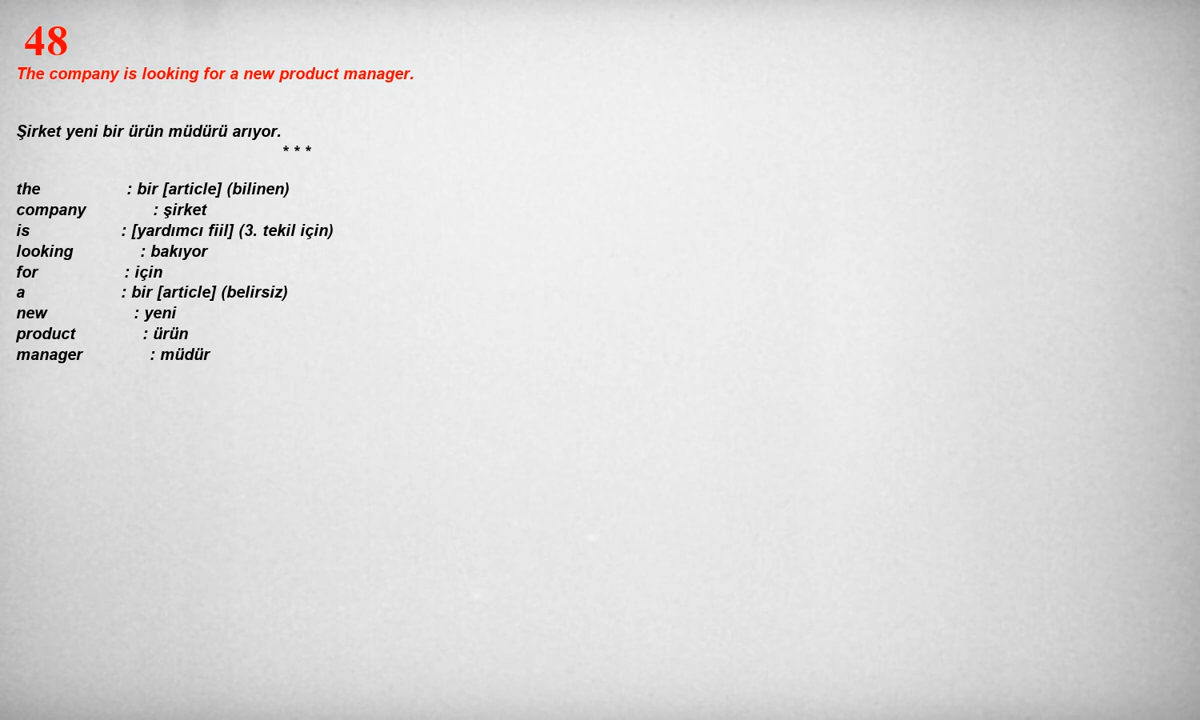 48
The company is looking for a new product manager.
Şirket yeni bir ürün müdürü arıyor.
* * *
the : bir [article] (bilinen)
company : şirket
is : [yardımcı fiil] (3. tekil için)
looking : bakıyor
for : için
a : bir [article] (belirsiz)
new : yeni
product : ürün
manager : müdür